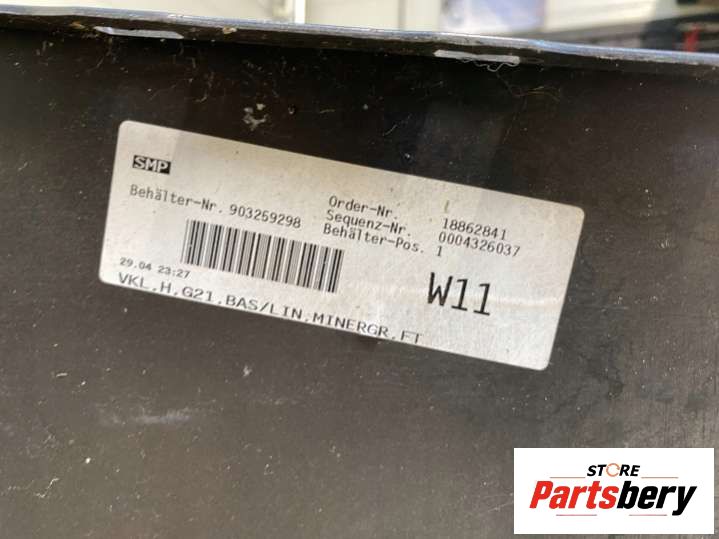 SMP
Behälter-Nr. 903259298
Order-Nr. 18862841
Sequenz-Nr. 0004326037
Behälter-Pos. 1
29.04 23:27
W11
VKL.H.G21.BAS/LIN.MINERGR.FT
STORE
Partsbery